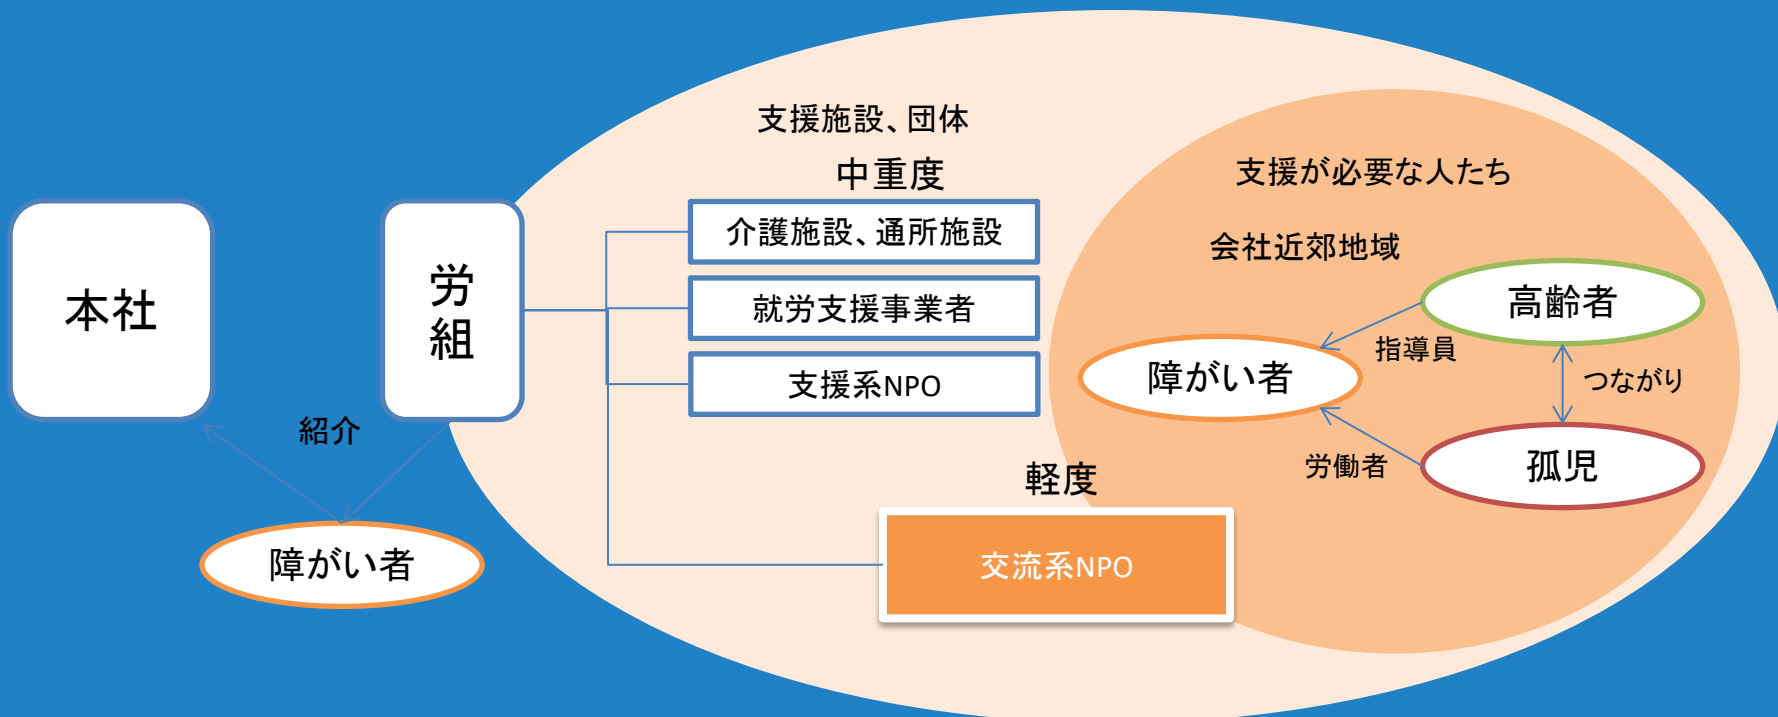 支援施設、団体
中重度
支援が必要な人たち
介護施設、通所施設
会社近郊地域
本社
労
組
就労支援事業者
高齢者
指導員
障がい者
つながり
支援系NPO
紹介
労働者
孤児
軽度
障がい者
交流系NPO